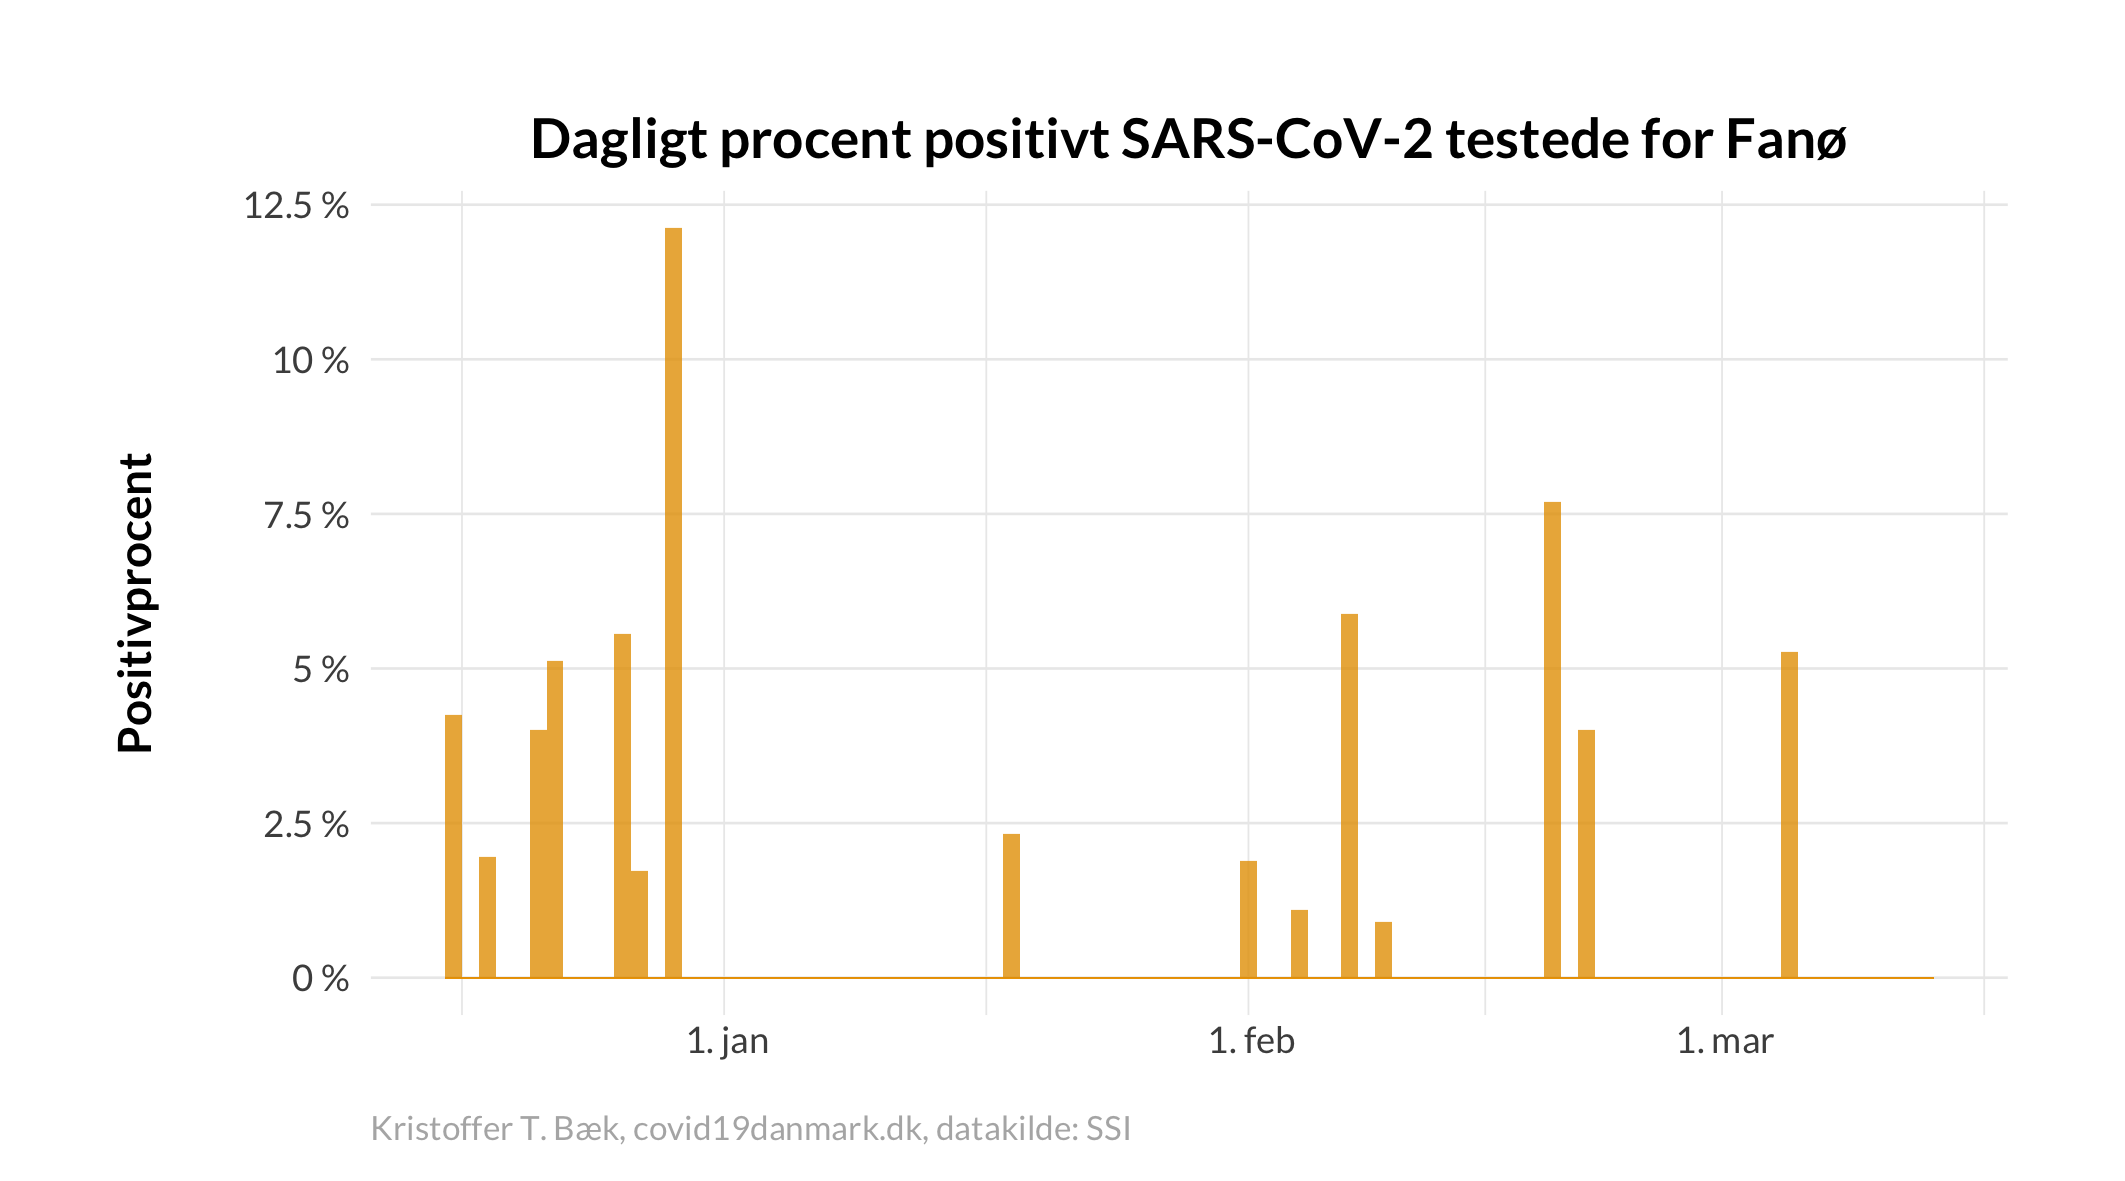 Dagligt procent positivt SARS-CoV-2 testede for Fanø
Positivprocent
12.5 %
10 %
7.5 %
5 %
2.5 %
0 %
1. jan
1. feb
1. mar
Kristoffer T. Bæk, covid19danmark.dk, datakilde: SSI